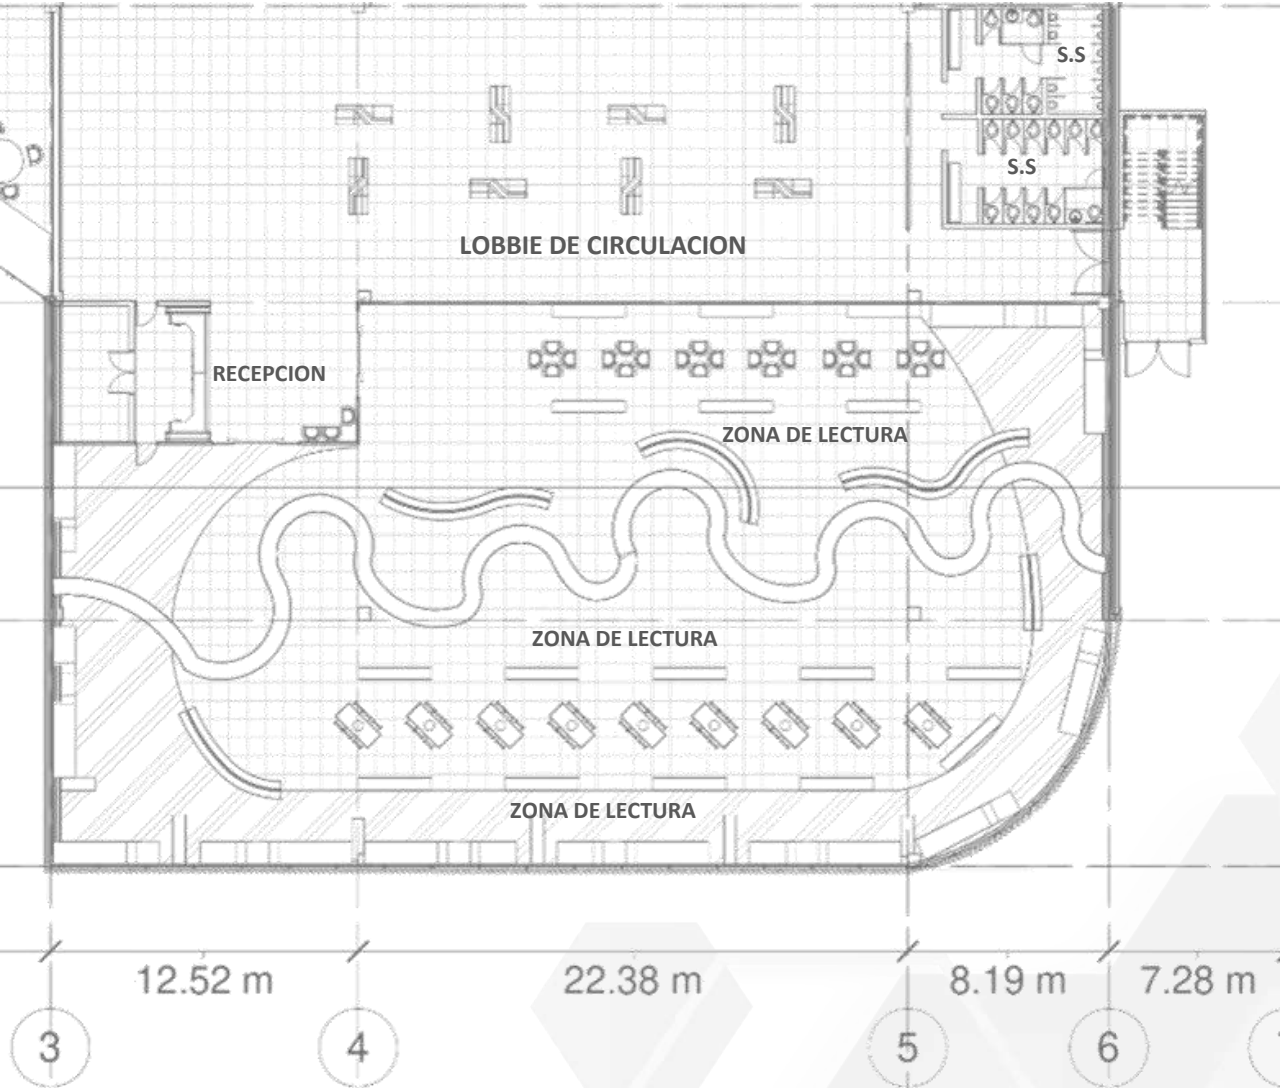 S.S
S.S
LOBBIE DE CIRCULACION
RECEPCION
ZONA DE LECTURA
ZONA DE LECTURA
ZONA DE LECTURA
12.52 m
22.38 m
8.19 m
7.28 m
3
4
5
6